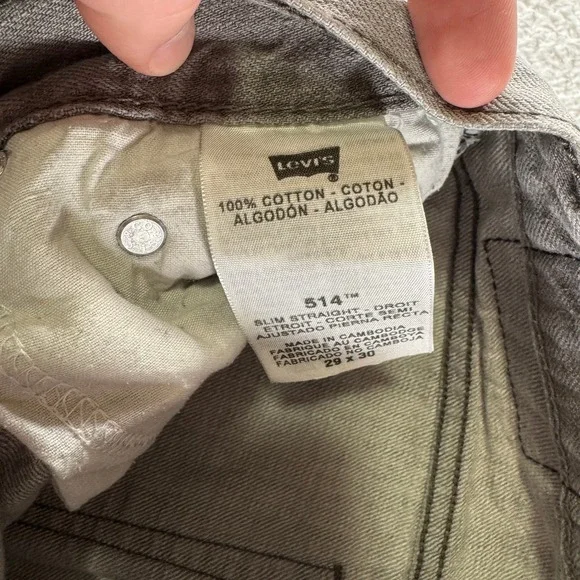 Levi's
®
100% COTTON - COTON -
ALGODÓN - ALGODÃO
514™
SLIM STRAIGHT - DROIT
ETROIT - CORTE SEMI
AJUSTADO PIERNA RECTA
MADE IN CAMBODIA
FABRIQUE AU CAMBODGE
FABRICADO EN CAMBOYA
FABRICADO NO CAMBOJA
29 X 30